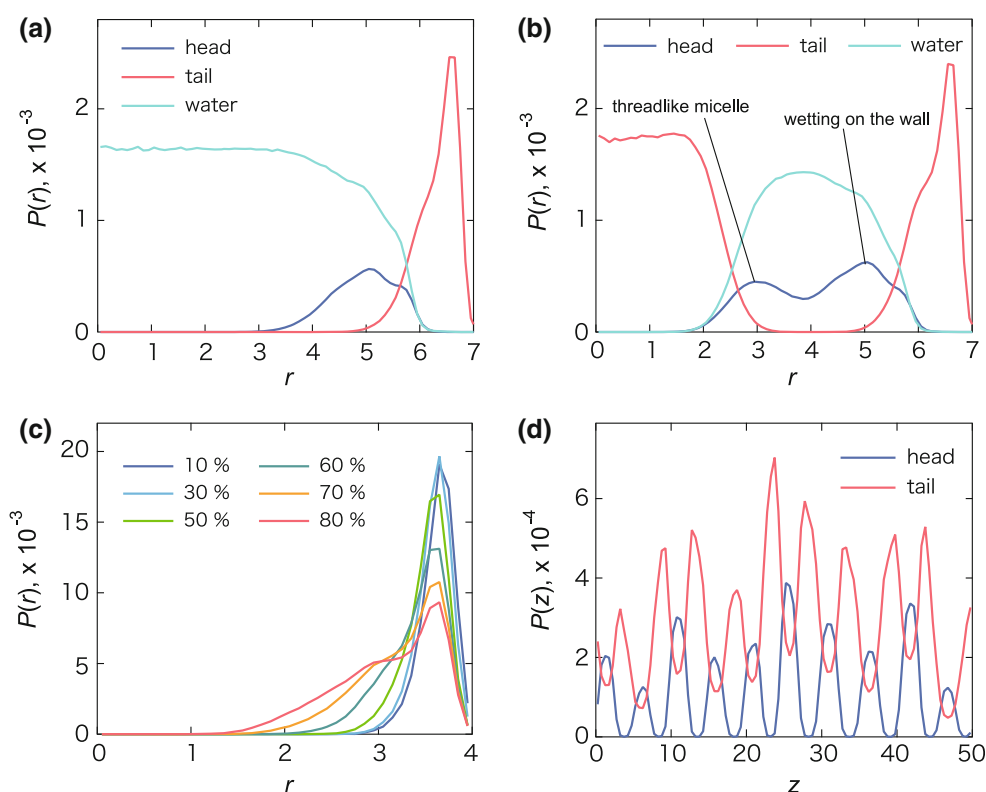 (a)
head
tail
water
P(r), x 10⁻³
2
1
0
0 1 2 3 4 5 6 7
r
(b)
head tail water
threadlike micelle
wetting on the wall
P(r), x 10⁻³
2
1
0
0 1 2 3 4 5 6 7
r
(c)
10 % 60 %
30 % 70 %
50 % 80 %
P(r), x 10⁻³
20
15
10
5
0
0 1 2 3 4
r
(d)
head
tail
P(z), x 10⁻⁴
6
4
2
0
0 10 20 30 40 50
z